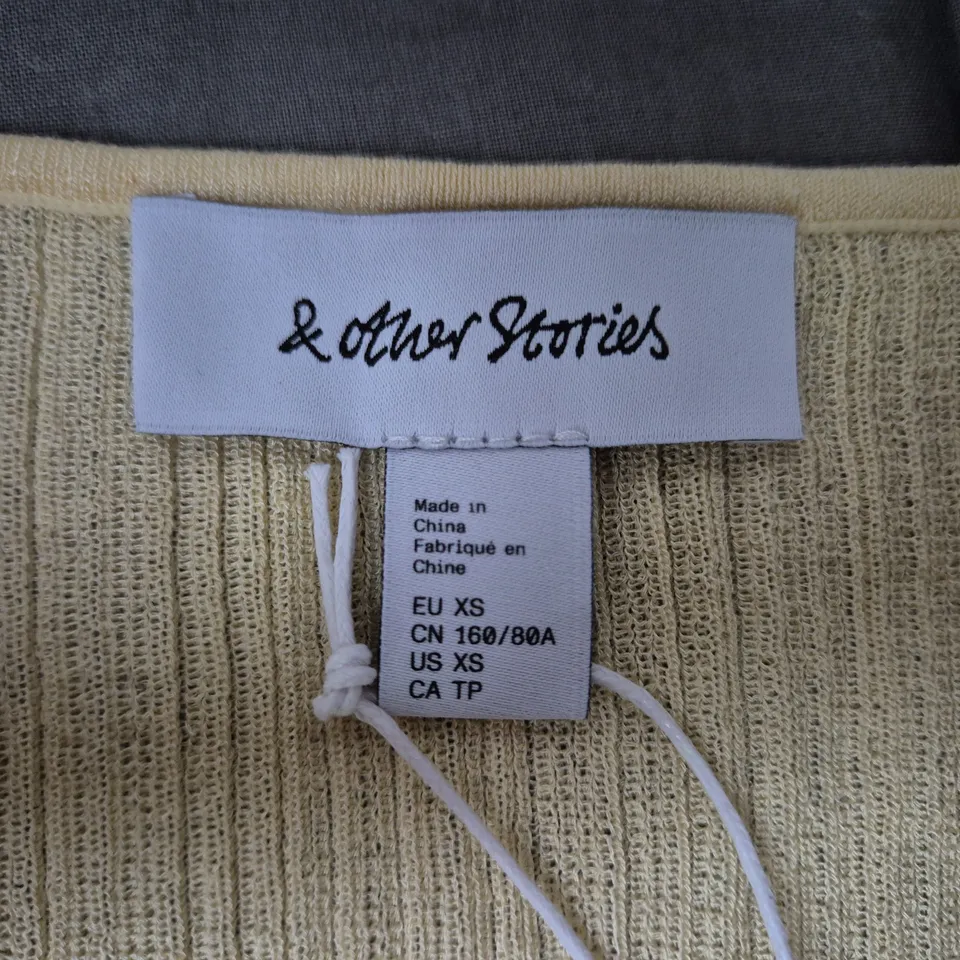 & other Stories
Made in
China
Fabriqué en
Chine
EU XS
CN 160/80A
US XS
CA TP